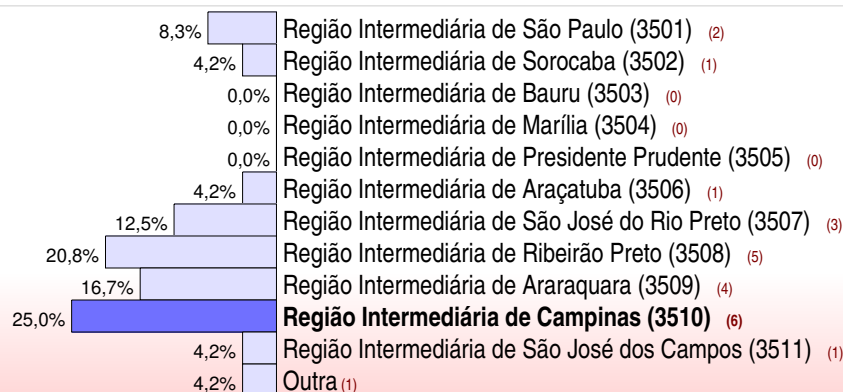 8,3% Região Intermediária de São Paulo (3501) (2)
4,2% Região Intermediária de Sorocaba (3502) (1)
0,0% Região Intermediária de Bauru (3503) (0)
0,0% Região Intermediária de Marília (3504) (0)
0,0% Região Intermediária de Presidente Prudente (3505) (0)
4,2% Região Intermediária de Araçatuba (3506) (1)
12,5% Região Intermediária de São José do Rio Preto (3507) (3)
20,8% Região Intermediária de Ribeirão Preto (3508) (5)
16,7% Região Intermediária de Araraquara (3509) (4)
25,0% Região Intermediária de Campinas (3510) (6)
4,2% Região Intermediária de São José dos Campos (3511) (1)
4,2% Outra (1)